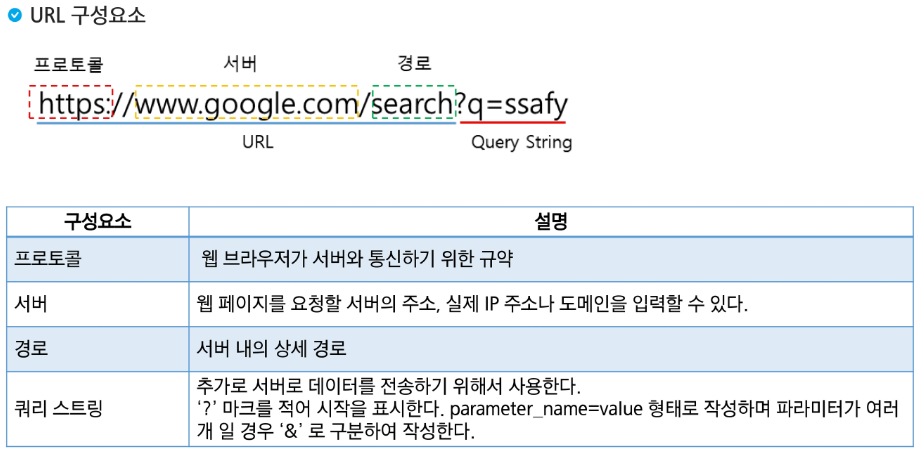 URL 구성요소
프로토콜 서버 경로
https://www.google.com/search?q=ssafy
URL Query String
구성요소 설명
프로토콜 웹 브라우저가 서버와 통신하기 위한 규약
서버 웹 페이지를 요청할 서버의 주소, 실제 IP 주소나 도메인을 입력할 수 있다.
경로 서버 내의 상세 경로
쿼리 스트링 추가로 서버로 데이터를 전송하기 위해서 사용한다.
‘?’ 마크를 적어 시작을 표시한다. parameter_name=value 형태로 작성하며 파라미터가 여러
개 일 경우 ‘&’ 로 구분하여 작성한다.